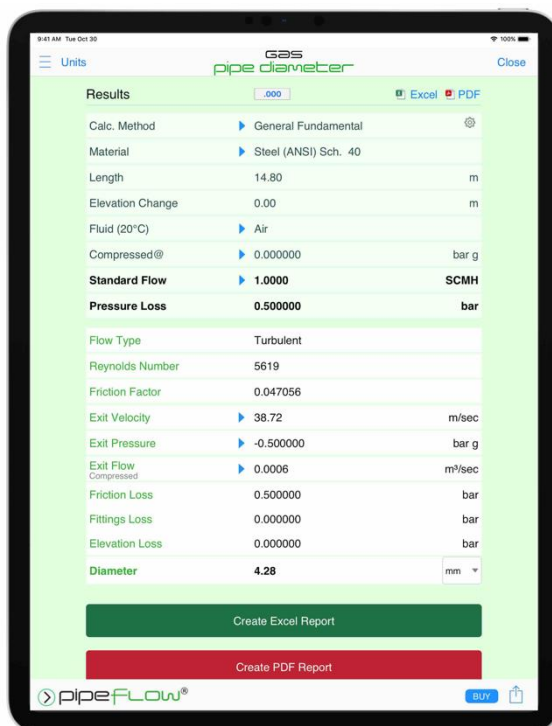 9:41 AM Tue Oct 30 100%
Units Gas pipe diameter Close
Results .000 Excel PDF
Calc. Method General Fundamental
Material Steel (ANSI) Sch. 40
Length 14.80 m
Elevation Change 0.00 m
Fluid (20°C) Air
Compressed@ 0.000000 bar g
Standard Flow 1.0000 SCMH
Pressure Loss 0.500000 bar
Flow Type Turbulent
Reynolds Number 5619
Friction Factor 0.047056
Exit Velocity 38.72 m/sec
Exit Pressure -0.500000 bar g
Exit Flow 0.0006 m³/sec
Compressed
Friction Loss 0.500000 bar
Fittings Loss 0.000000 bar
Elevation Loss 0.000000 bar
Diameter 4.28 mm
Create Excel Report
Create PDF Report
pipeFLOW® BUY